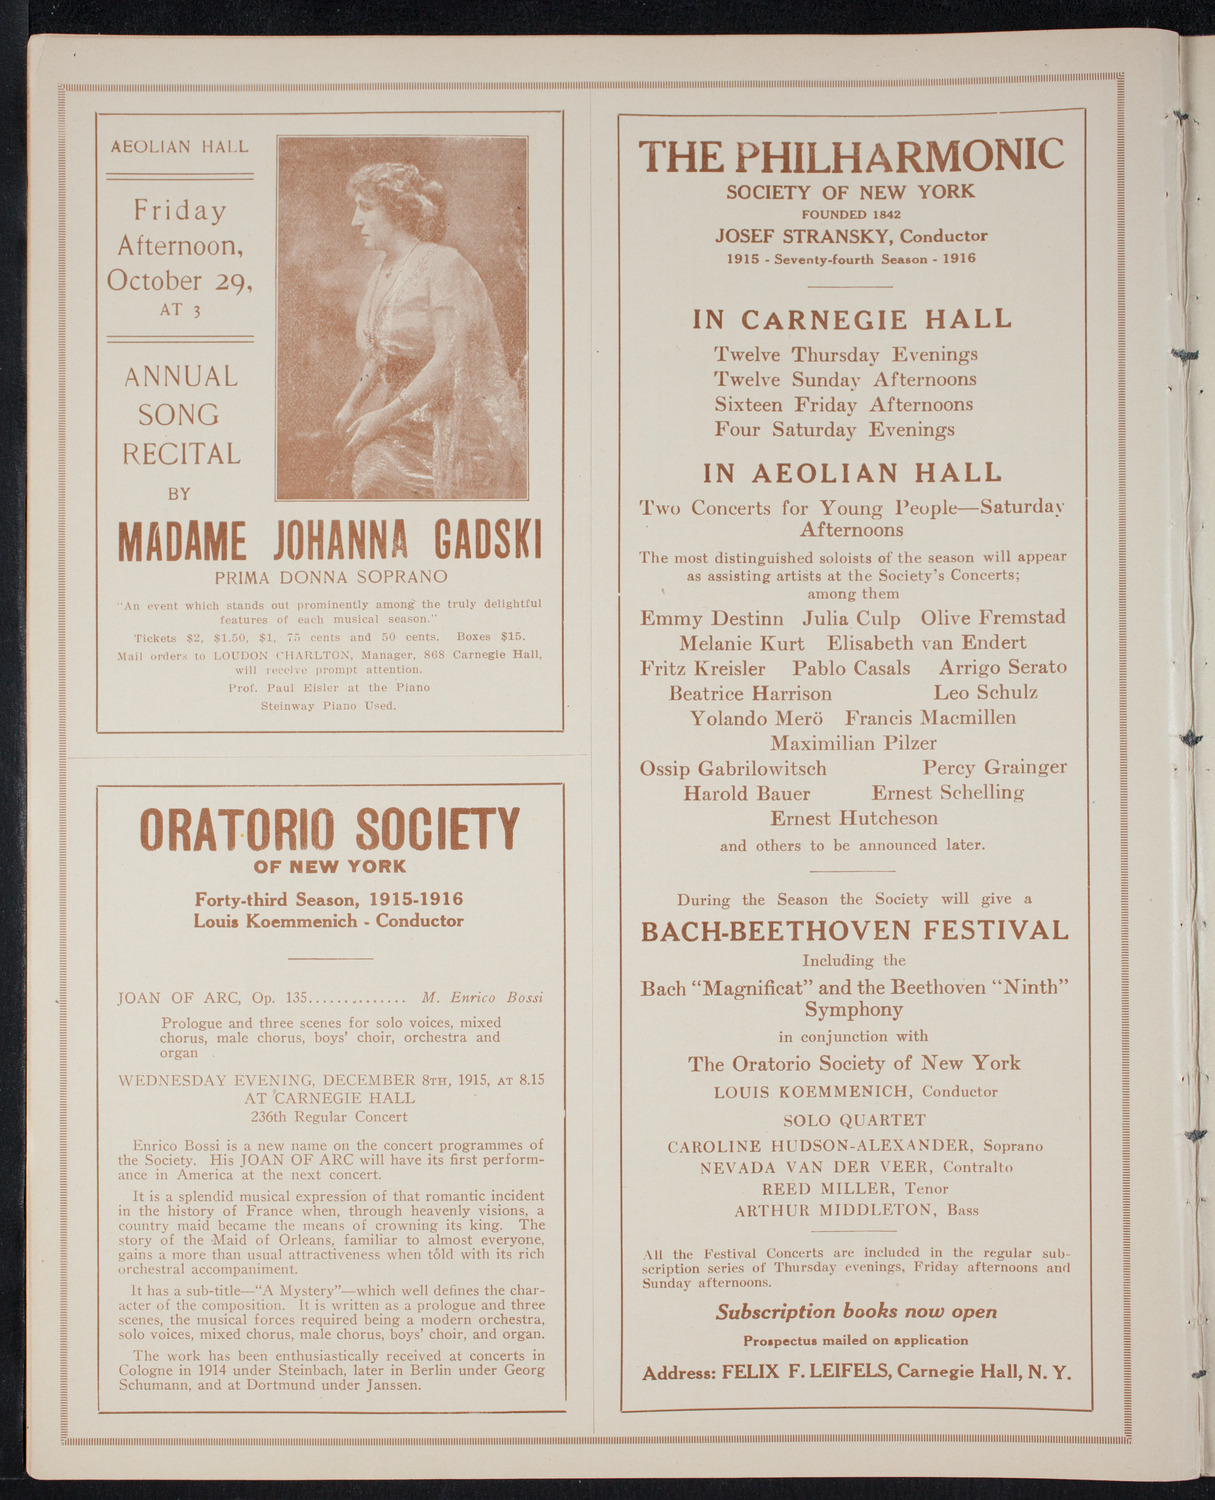 AEOLIAN HALL
Friday
Afternoon,
October 29,
AT 3
ANNUAL
SONG
RECITAL
BY
MADAME JOHANNA GADSKI
PRIMA DONNA SOPRANO
"An event which stands out prominently among the truly delightful
features of each musical season."
Tickets $2, $1.50, $1, 75 cents and 50 cents. Boxes $15.
Mail orders to LOUDON CHARLTON, Manager, 868 Carnegie Hall,
will receive prompt attention.
Prof. Paul Eisler at the Piano
Steinway Piano Used.
ORATORIO SOCIETY
OF NEW YORK
Forty-third Season, 1915-1916
Louis Koemmenich - Conductor
JOAN OF ARC, Op. 135.............. M. Enrico Bossi
Prologue and three scenes for solo voices, mixed
chorus, male chorus, boys' choir, orchestra and
organ
WEDNESDAY EVENING, DECEMBER 8TH, 1915, AT 8.15
AT CARNEGIE HALL
236th Regular Concert
Enrico Bossi is a new name on the concert programmes of
the Society. His JOAN OF ARC will have its first perform-
ance in America at the next concert.
It is a splendid musical expression of that romantic incident
in the history of France when, through heavenly visions, a
country maid became the means of crowning its king. The
story of the Maid of Orleans, familiar to almost everyone,
gains a more than usual attractiveness when told with its rich
orchestral accompaniment.
It has a sub-title—"A Mystery"—which well defines the char-
acter of the composition. It is written as a prologue and three
scenes, the musical forces required being a modern orchestra,
solo voices, mixed chorus, male chorus, boys' choir, and organ.
The work has been enthusiastically received at concerts in
Cologne in 1914 under Steinbach, later in Berlin under Georg
Schumann, and at Dortmund under Janssen.
THE PHILHARMONIC
SOCIETY OF NEW YORK
FOUNDED 1842
JOSEF STRANSKY, Conductor
1915 - Seventy-fourth Season - 1916
IN CARNEGIE HALL
Twelve Thursday Evenings
Twelve Sunday Afternoons
Sixteen Friday Afternoons
Four Saturday Evenings
IN AEOLIAN HALL
Two Concerts for Young People—Saturday
Afternoons
The most distinguished soloists of the season will appear
as assisting artists at the Society's Concerts;
among them
Emmy Destinn Julia Culp Olive Fremstad
Melanie Kurt Elisabeth van Endert
Fritz Kreisler Pablo Casals Arrigo Serato
Beatrice Harrison Leo Schulz
Yolando Merö Francis Macmillen
Maximilian Pilzer
Ossip Gabrilowitsch Percy Grainger
Harold Bauer Ernest Schelling
Ernest Hutcheson
and others to be announced later.
During the Season the Society will give a
BACH-BEETHOVEN FESTIVAL
Including the
Bach "Magnificat" and the Beethoven "Ninth"
Symphony
in conjunction with
The Oratorio Society of New York
LOUIS KOEMMENICH, Conductor
SOLO QUARTET
CAROLINE HUDSON-ALEXANDER, Soprano
NEVADA VAN DER VEER, Contralto
REED MILLER, Tenor
ARTHUR MIDDLETON, Bass
All the Festival Concerts are included in the regular sub-
scription series of Thursday evenings, Friday afternoons and
Sunday afternoons.
Subscription books now open
Prospectus mailed on application
Address: FELIX F. LEIFELS, Carnegie Hall, N. Y.